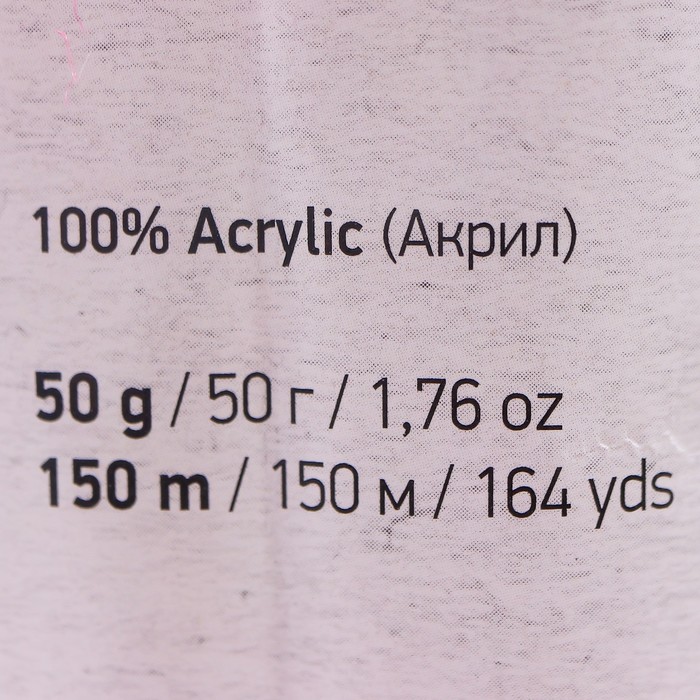 100% Acrylic (Акрил)
50 g / 50 г / 1,76 oz
150 m / 150 м / 164 yds